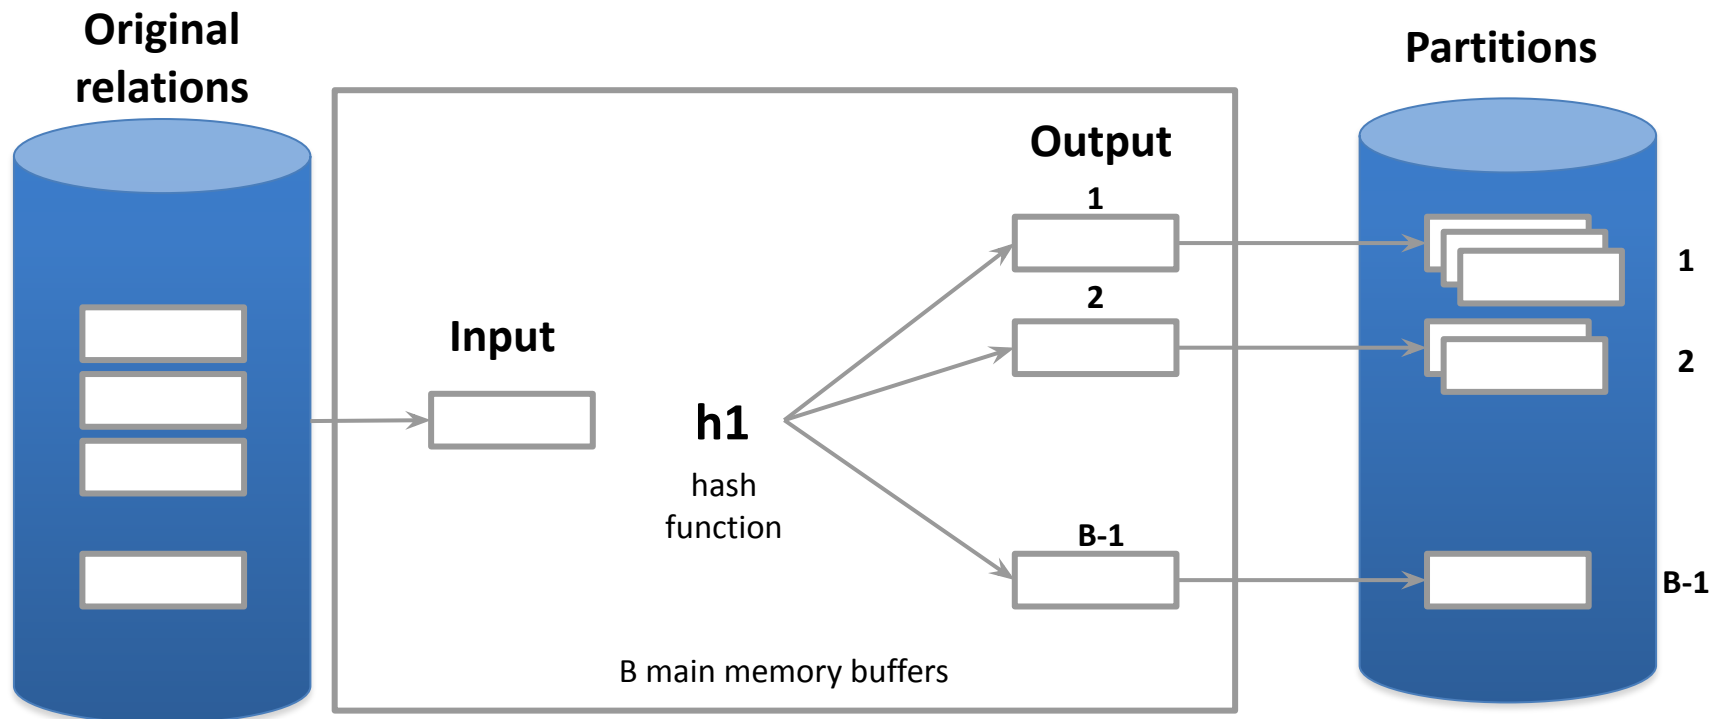 Original
relations
Input
h1
hash
function
Output
1
2
B-1
B main memory buffers
Partitions
1
2
B-1